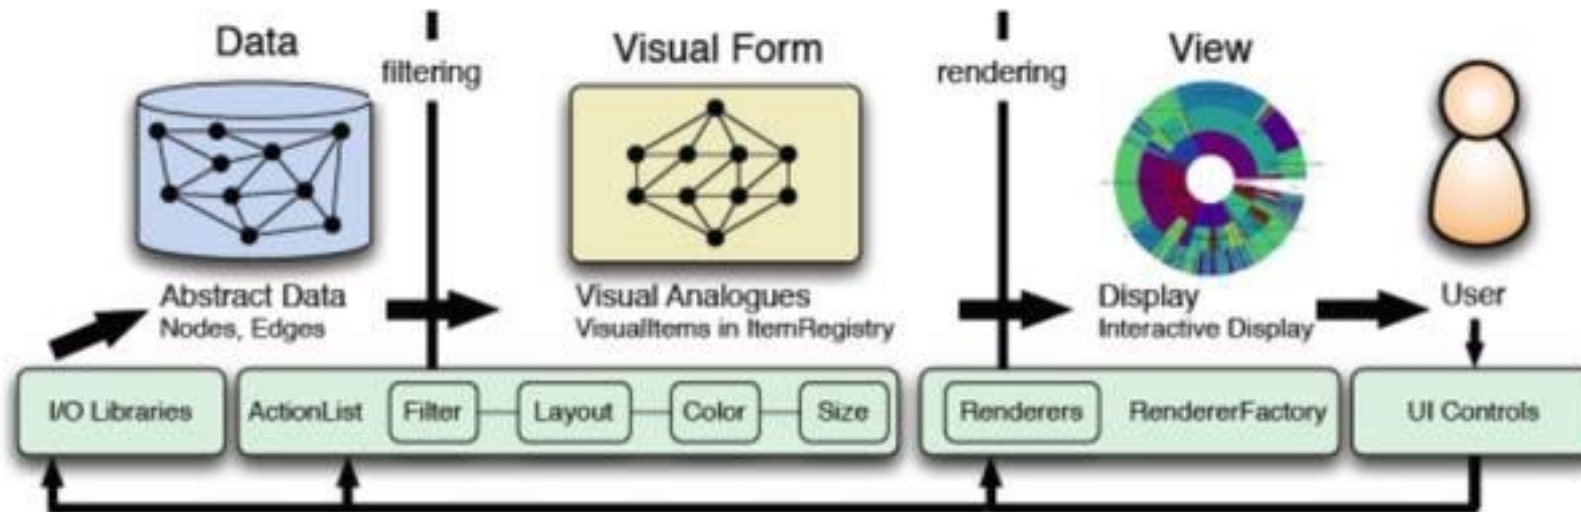 Data
filtering
Visual Form
rendering
View
Abstract Data
Nodes, Edges
Visual Analogues
VisualItems in ItemRegistry
Display
Interactive Display
User
I/O Libraries
ActionList
Filter
Layout
Color
Size
Renderers
RendererFactory
UI Controls